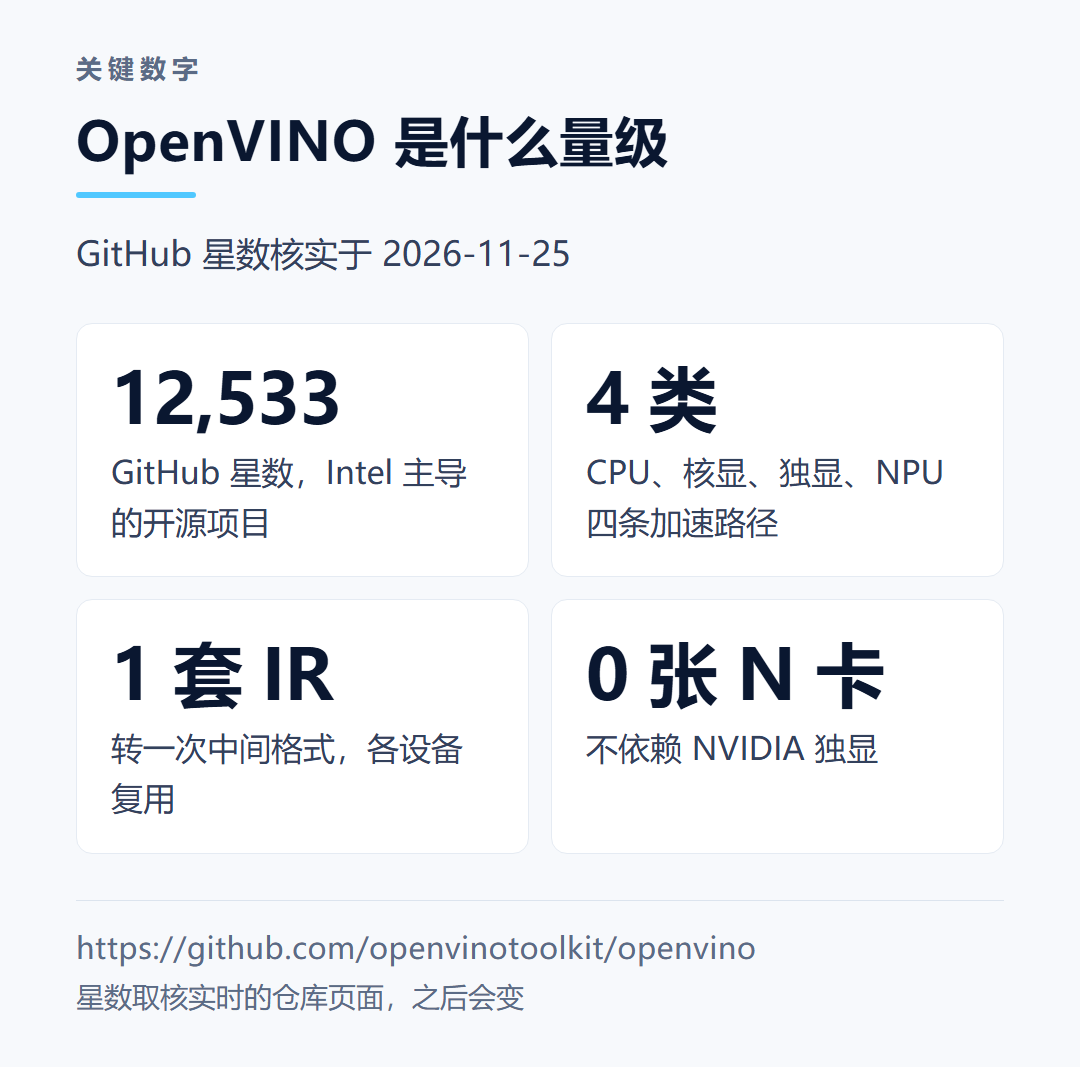 关键数字
OpenVINO 是什么量级
GitHub 星数核实于 2026-11-25
12,533
GitHub 星数，Intel 主导
的开源项目
4 类
CPU、核显、独显、NPU
四条加速路径
1 套 IR
转一次中间格式，各设备
复用
0 张 N 卡
不依赖 NVIDIA 独显
https://github.com/openvinotoolkit/openvino
星数取核实时的仓库页面，之后会变